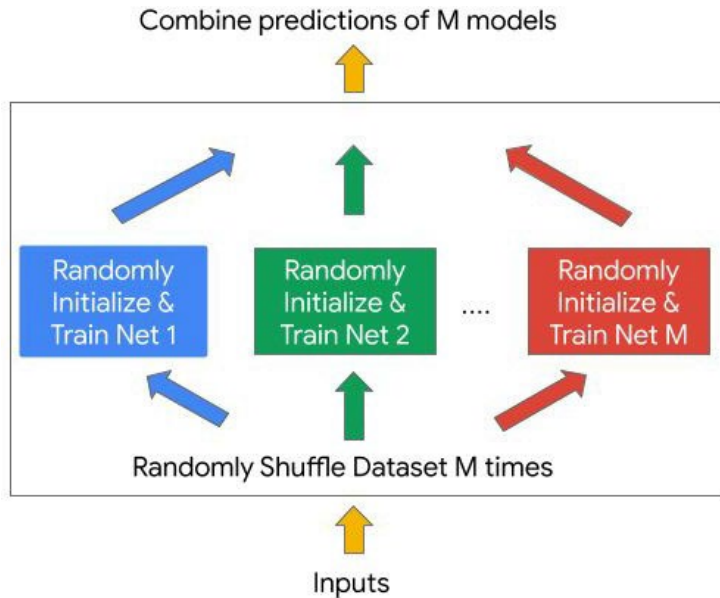 Combine predictions of M models
Randomly
Initialize &
Train Net 1
Randomly
Initialize &
Train Net 2
....
Randomly
Initialize &
Train Net M
Randomly Shuffle Dataset M times
Inputs